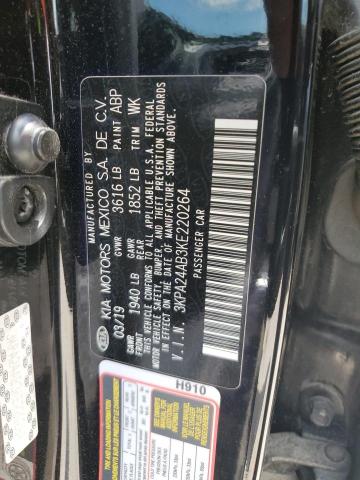 MANUFACTURED BY
KIA KIA MOTORS MEXICO S.A. DE C.V.
03/19 GVWR 3616 LB PAINT ABP
GAWR FRONT 1940 LB GAWR REAR 1852 LB TRIM WK
THIS VEHICLE CONFORMS TO ALL APPLICABLE U.S.A. FEDERAL
MOTOR VEHICLE SAFETY, BUMPER, AND THEFT PREVENTION STANDARDS
IN EFFECT ON THE DATE OF MANUFACTURE SHOWN ABOVE.
V.I.N. 3KPA24AB3KE220264
PASSENGER CAR
H910